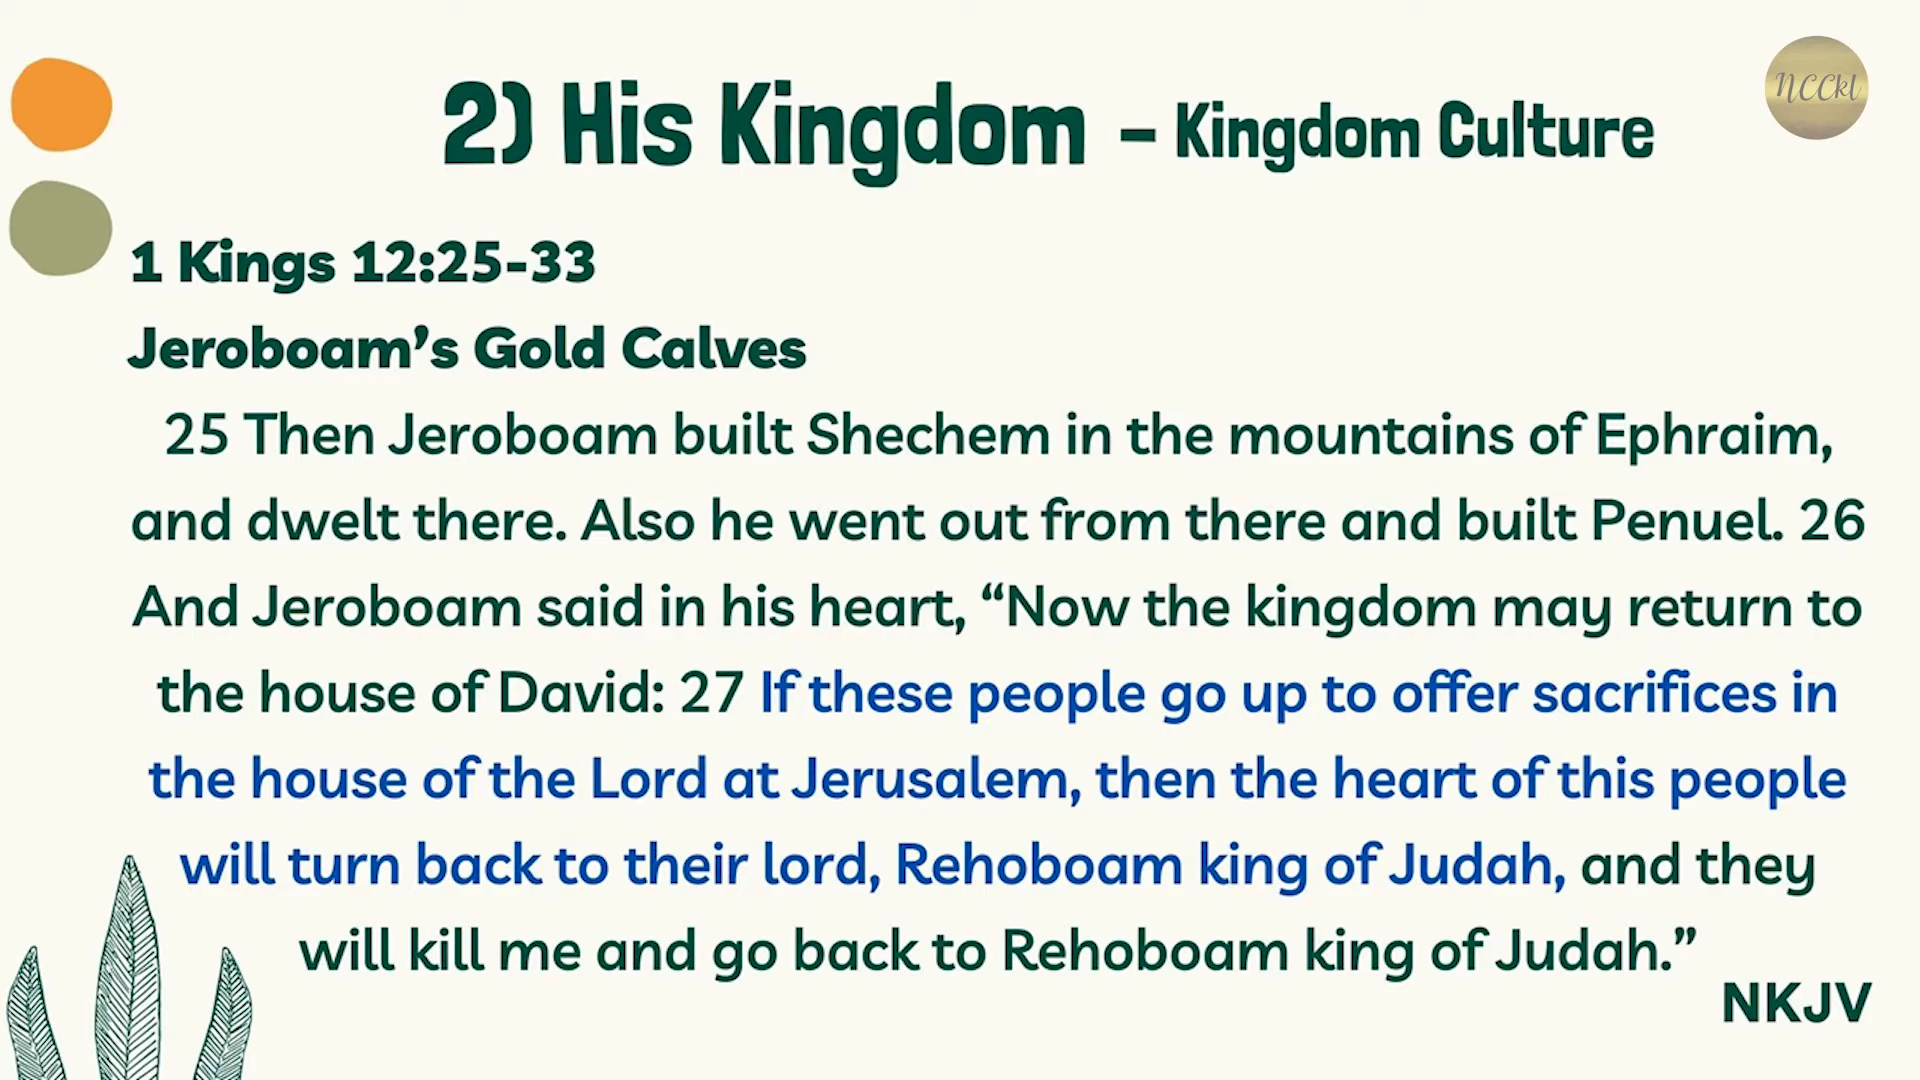 NCCkl
2) His Kingdom – Kingdom Culture
1 Kings 12:25-33
Jeroboam’s Gold Calves
25 Then Jeroboam built Shechem in the mountains of Ephraim,
and dwelt there. Also he went out from there and built Penuel. 26
And Jeroboam said in his heart, “Now the kingdom may return to
the house of David: 27 If these people go up to offer sacrifices in
the house of the Lord at Jerusalem, then the heart of this people
will turn back to their lord, Rehoboam king of Judah, and they
will kill me and go back to Rehoboam king of Judah.”
NKJV